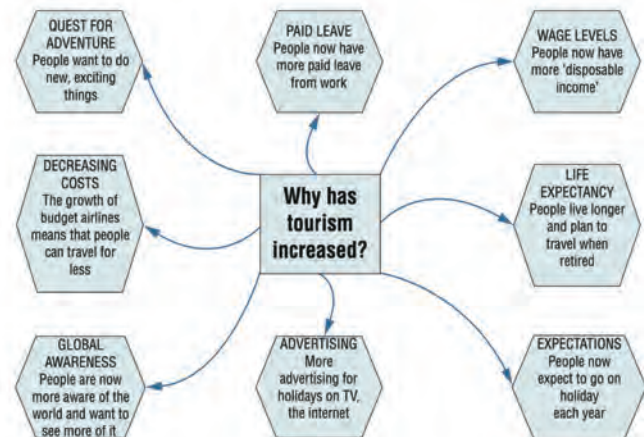 QUEST FOR
ADVENTURE
People want to do
new, exciting
things
PAID LEAVE
People now have
more paid leave
from work
WAGE LEVELS
People now have
more 'disposable
income'
DECREASING
COSTS
The growth of
budget airlines
means that people
can travel for
less
Why has
tourism
increased?
LIFE
EXPECTANCY
People live longer
and plan to
travel when
retired
GLOBAL
AWARENESS
People are now
more aware of the
world and want to
see more of it
ADVERTISING
More
advertising for
holidays on TV,
the internet
EXPECTATIONS
People now
expect to go on
holiday
each year